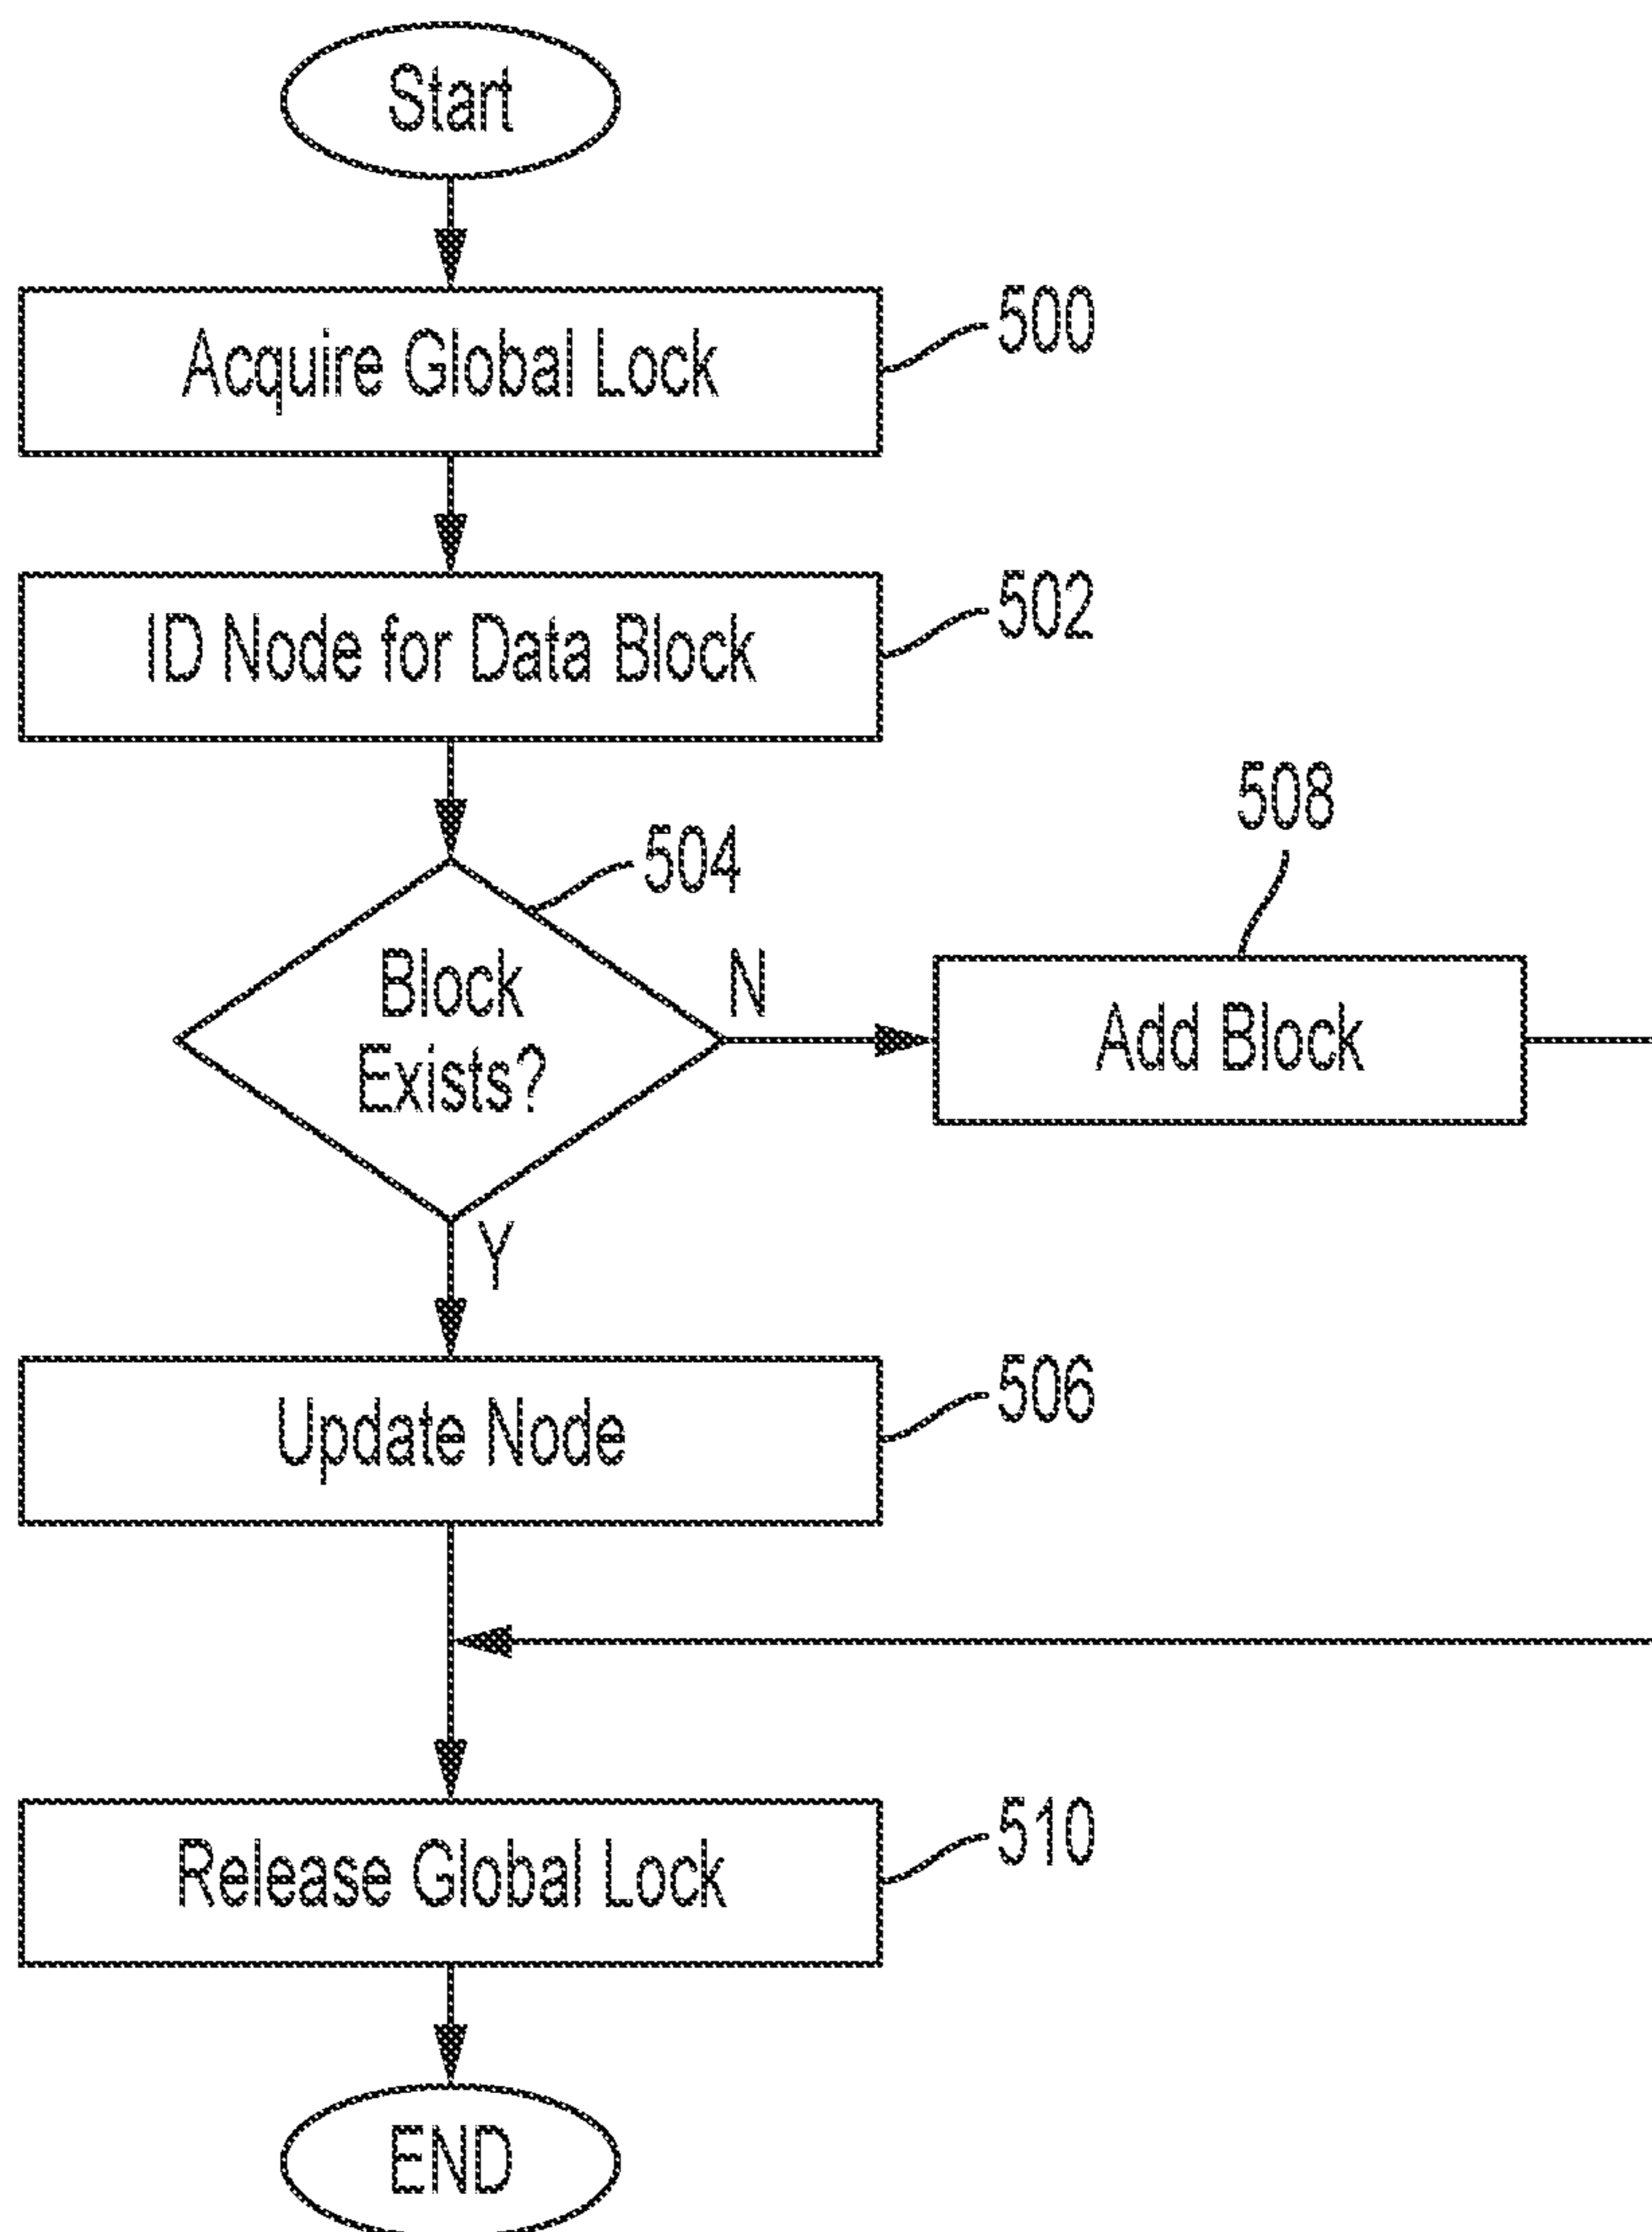 Start
Acquire Global Lock
500
ID Node for Data Block
502
504
508
Block
Exists?
N
Add Block
Y
Update Node
506
Release Global Lock
510
END